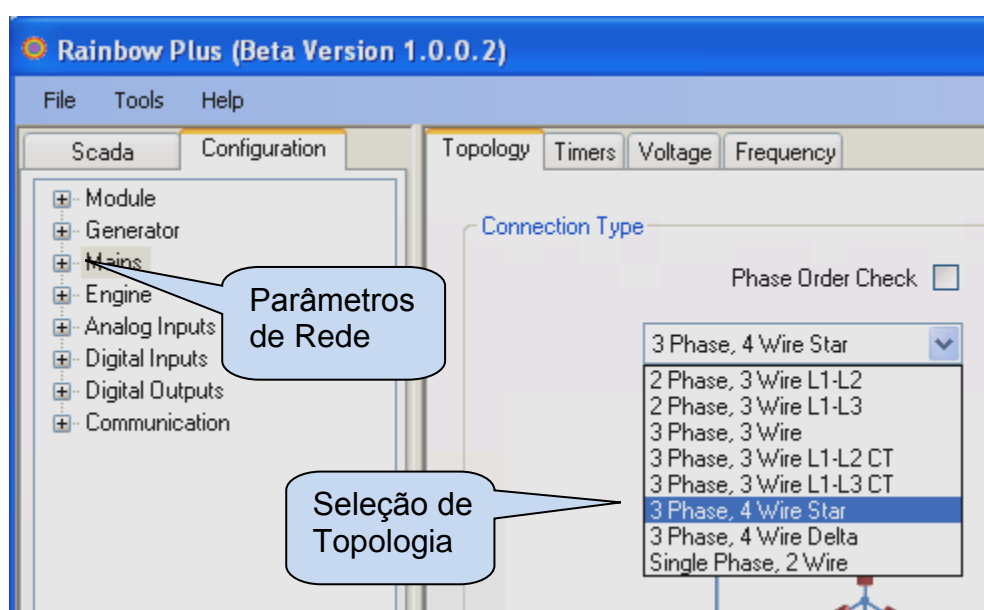 Rainbow Plus (Beta Version 1.0.0.2)
File Tools Help
Scada Configuration
Module
Generator
Mains
Engine
Analog Inputs
Digital Inputs
Digital Outputs
Communication
Parâmetros
de Rede
Topology Timers Voltage Frequency
Connection Type
Phase Order Check
3 Phase, 4 Wire Star
2 Phase, 3 Wire L1-L2
2 Phase, 3 Wire L1-L3
3 Phase, 3 Wire
3 Phase, 3 Wire L1-L2 CT
3 Phase, 3 Wire L1-L3 CT
3 Phase, 4 Wire Star
3 Phase, 4 Wire Delta
Single Phase, 2 Wire
Seleção de
Topologia